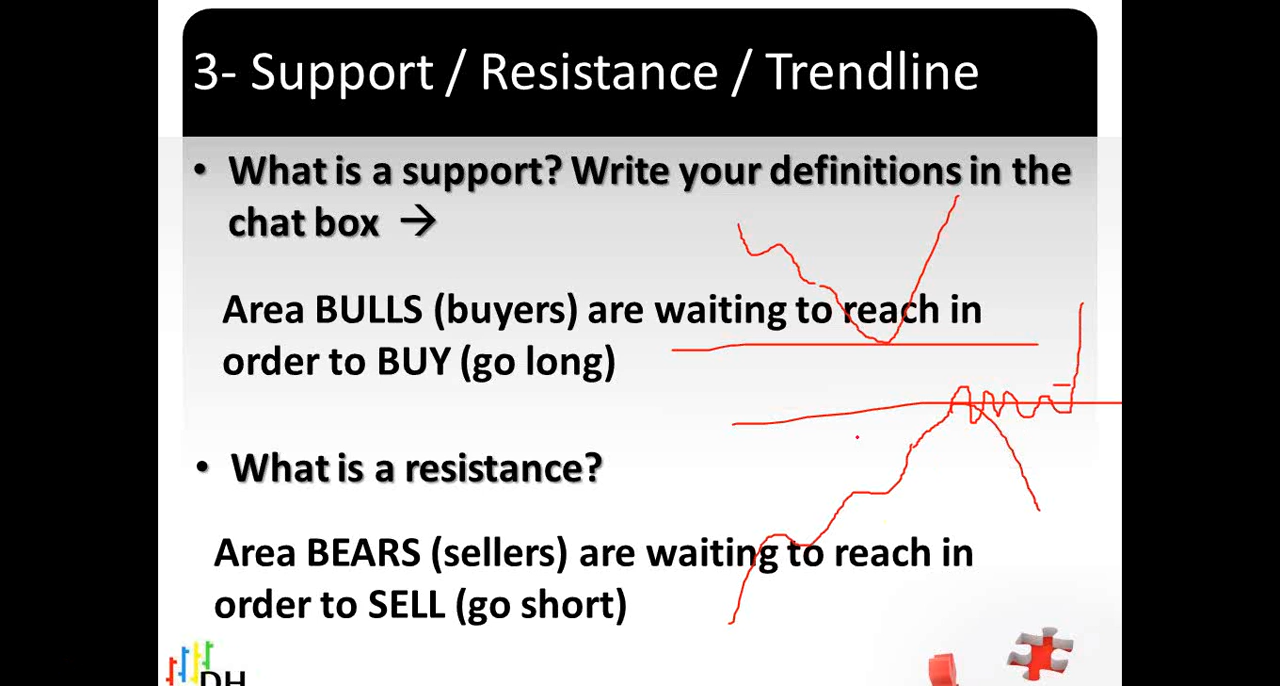 3- Support / Resistance / Trendline
• What is a support? Write your definitions in the
chat box →
Area BULLS (buyers) are waiting to reach in
order to BUY (go long)
• What is a resistance?
Area BEARS (sellers) are waiting to reach in
order to SELL (go short)
DH